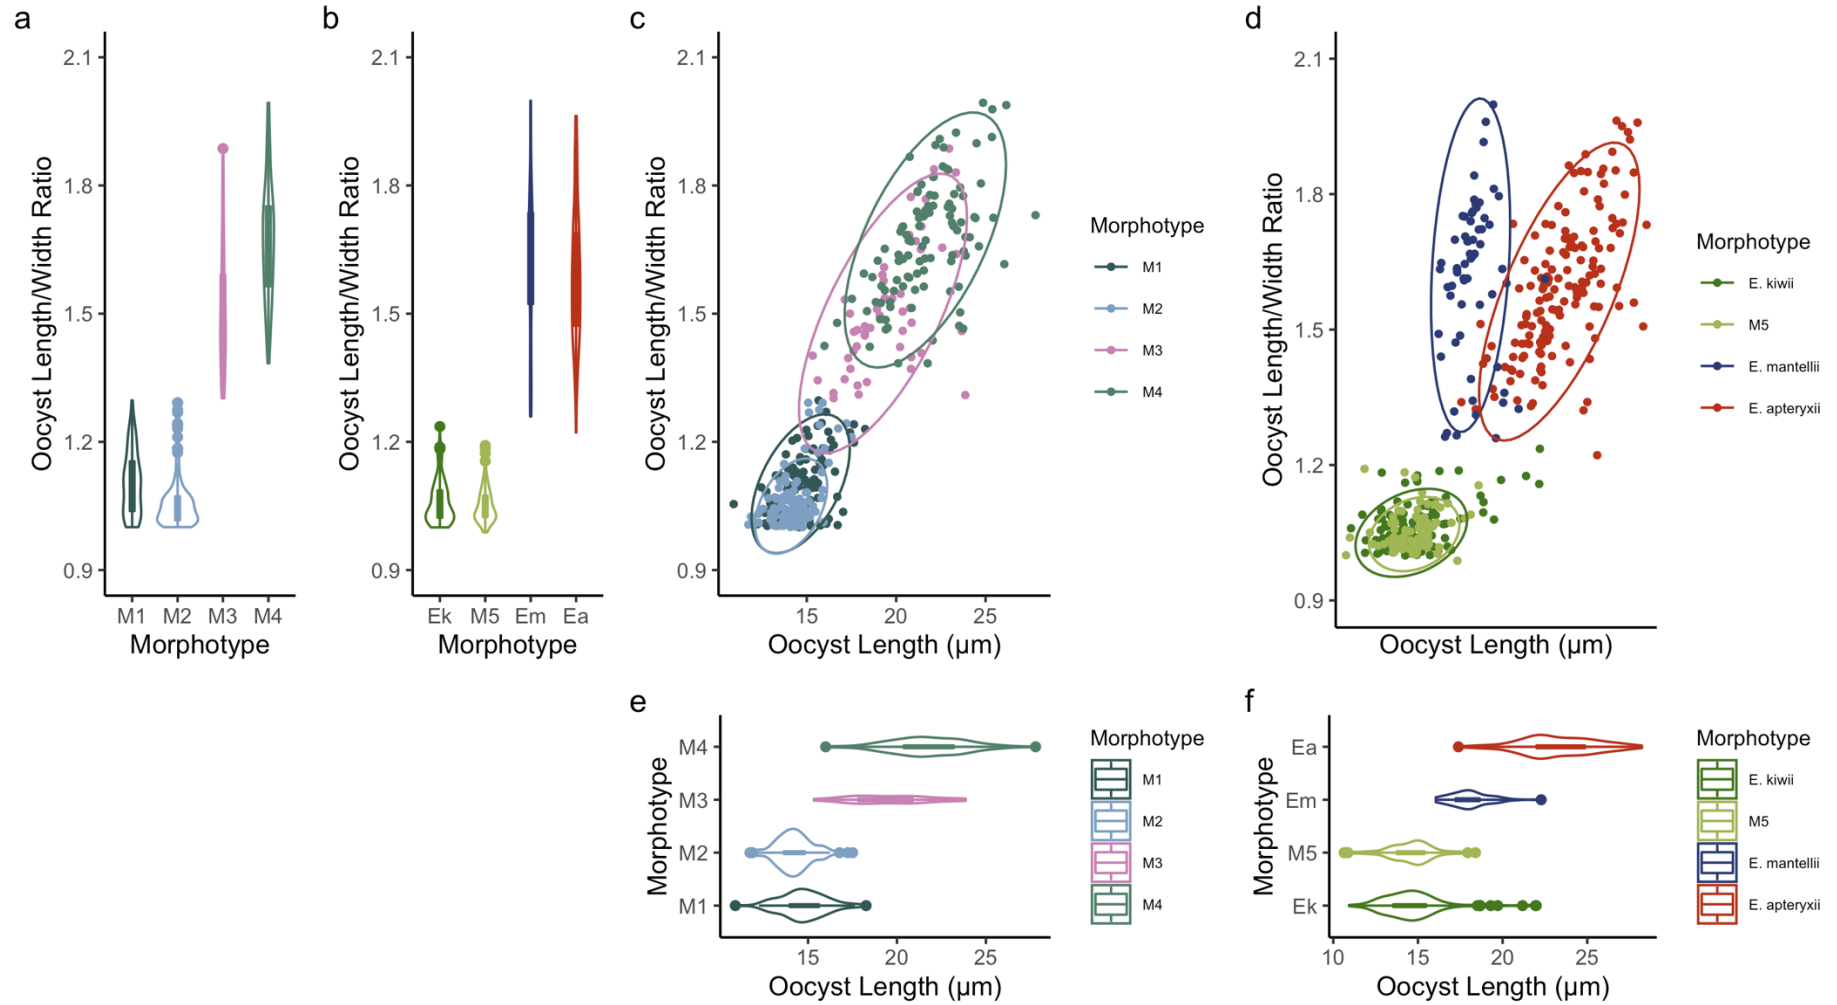 a
2.1
1.8
1.5
1.2
0.9
Oocyst Length/Width Ratio
M1 M2 M3 M4
Morphotype
b
2.1
1.8
1.5
1.2
0.9
Oocyst Length/Width Ratio
Ek M5 Em Ea
Morphotype
c
2.1
1.8
1.5
1.2
0.9
Oocyst Length/Width Ratio
15 20 25
Oocyst Length (µm)
Morphotype
M1
M2
M3
M4
d
2.1
1.8
1.5
1.2
0.9
Oocyst Length/Width Ratio
Oocyst Length (µm)
Morphotype
E. kiwii
M5
E. mantellii
E. apteryxii
e
M4
M3
M2
M1
Morphotype
15 20 25
Oocyst Length (µm)
Morphotype
M1
M2
M3
M4
f
Ea
Em
M5
Ek
Morphotype
10 15 20 25
Oocyst Length (µm)
Morphotype
E. kiwii
M5
E. mantellii
E. apteryxii